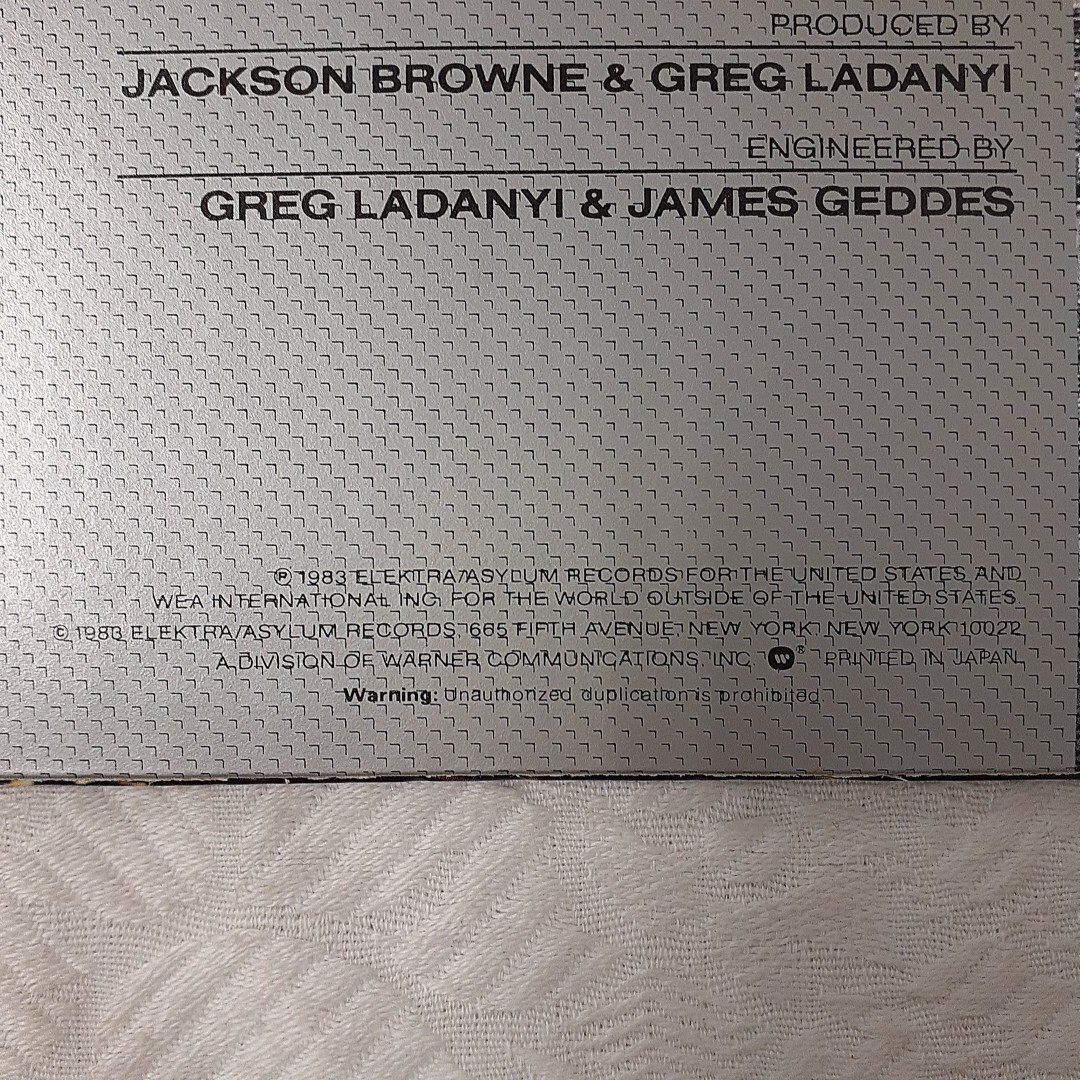 PRODUCED BY
JACKSON BROWNE & GREG LADANYI
ENGINEERED BY
GREG LADANYI & JAMES GEDDES
℗ 1983 ELEKTRA/ASYLUM RECORDS FOR THE UNITED STATES AND
WEA INTERNATIONAL INC. FOR THE WORLD OUTSIDE OF THE UNITED STATES.
© 1983 ELEKTRA/ASYLUM RECORDS, 665 FIFTH AVENUE, NEW YORK, NEW YORK 10022
A DIVISION OF WARNER COMMUNICATIONS, INC. ® PRINTED IN JAPAN.
Warning: Unauthorized duplication is prohibited.